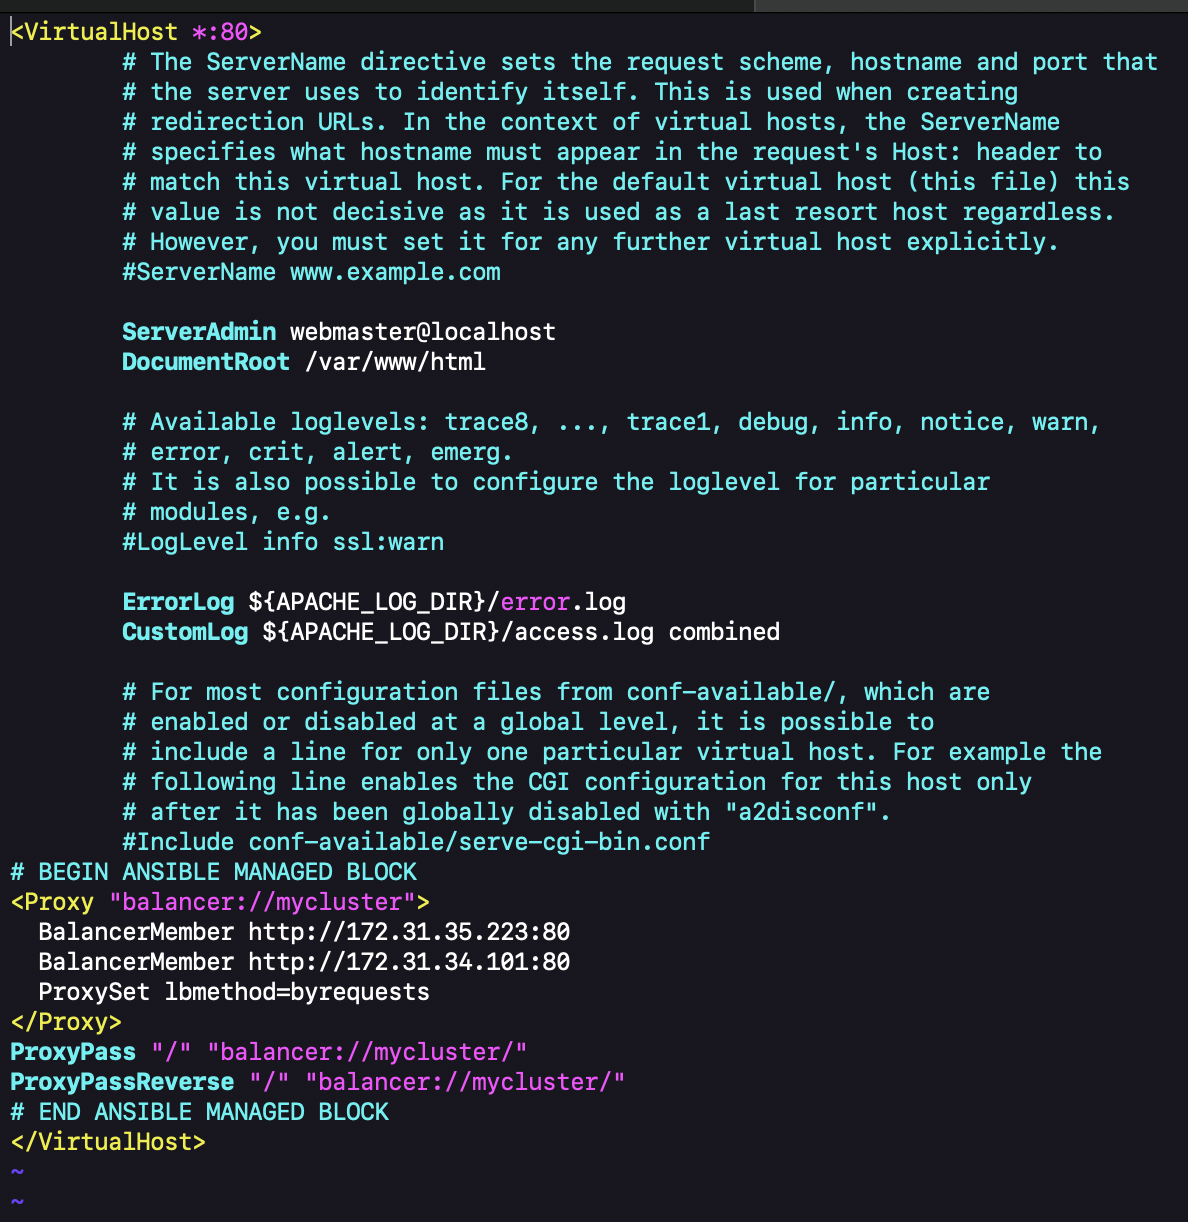 <VirtualHost *:80>
        # The ServerName directive sets the request scheme, hostname and port that
        # the server uses to identify itself. This is used when creating
        # redirection URLs. In the context of virtual hosts, the ServerName
        # specifies what hostname must appear in the request's Host: header to
        # match this virtual host. For the default virtual host (this file) this
        # value is not decisive as it is used as a last resort host regardless.
        # However, you must set it for any further virtual host explicitly.
        #ServerName www.example.com

        ServerAdmin webmaster@localhost
        DocumentRoot /var/www/html

        # Available loglevels: trace8, ..., trace1, debug, info, notice, warn,
        # error, crit, alert, emerg.
        # It is also possible to configure the loglevel for particular
        # modules, e.g.
        #LogLevel info ssl:warn

        ErrorLog ${APACHE_LOG_DIR}/error.log
        CustomLog ${APACHE_LOG_DIR}/access.log combined

        # For most configuration files from conf-available/, which are
        # enabled or disabled at a global level, it is possible to
        # include a line for only one particular virtual host. For example the
        # following line enables the CGI configuration for this host only
        # after it has been globally disabled with "a2disconf".
        #Include conf-available/serve-cgi-bin.conf
# BEGIN ANSIBLE MANAGED BLOCK
<Proxy "balancer://mycluster">
  BalancerMember http://172.31.35.223:80
  BalancerMember http://172.31.34.101:80
  ProxySet lbmethod=byrequests
</Proxy>
ProxyPass "/" "balancer://mycluster/"
ProxyPassReverse "/" "balancer://mycluster/"
# END ANSIBLE MANAGED BLOCK
</VirtualHost>
~
~